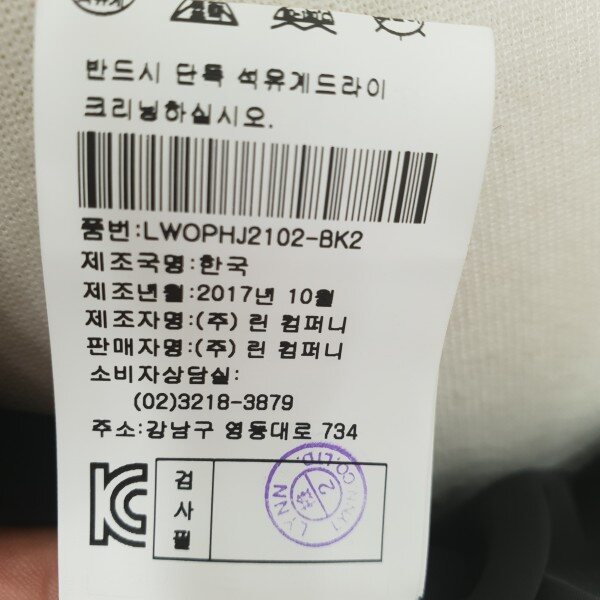 반드시 단독 석유계드라이
크리닝하십시오.
품번:LWOPHJ2102-BK2
제조국명:한국
제조년월:2017년 10월
제조자명:(주) 린 컴퍼니
판매자명:(주) 린 컴퍼니
소비자상담실:
(02)3218-3879
주소:강남구 영동대로 734
검
사
필
LYNN
CO.LTD.
2